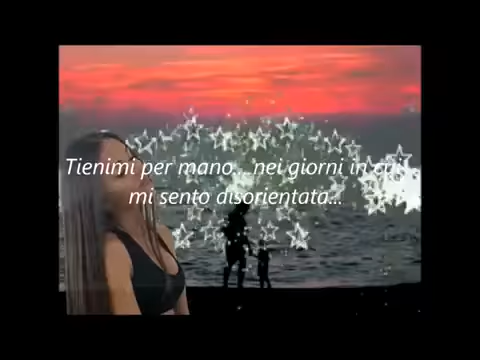 Tienimi per mano....nei giorni in cui
mi sento disorientata...